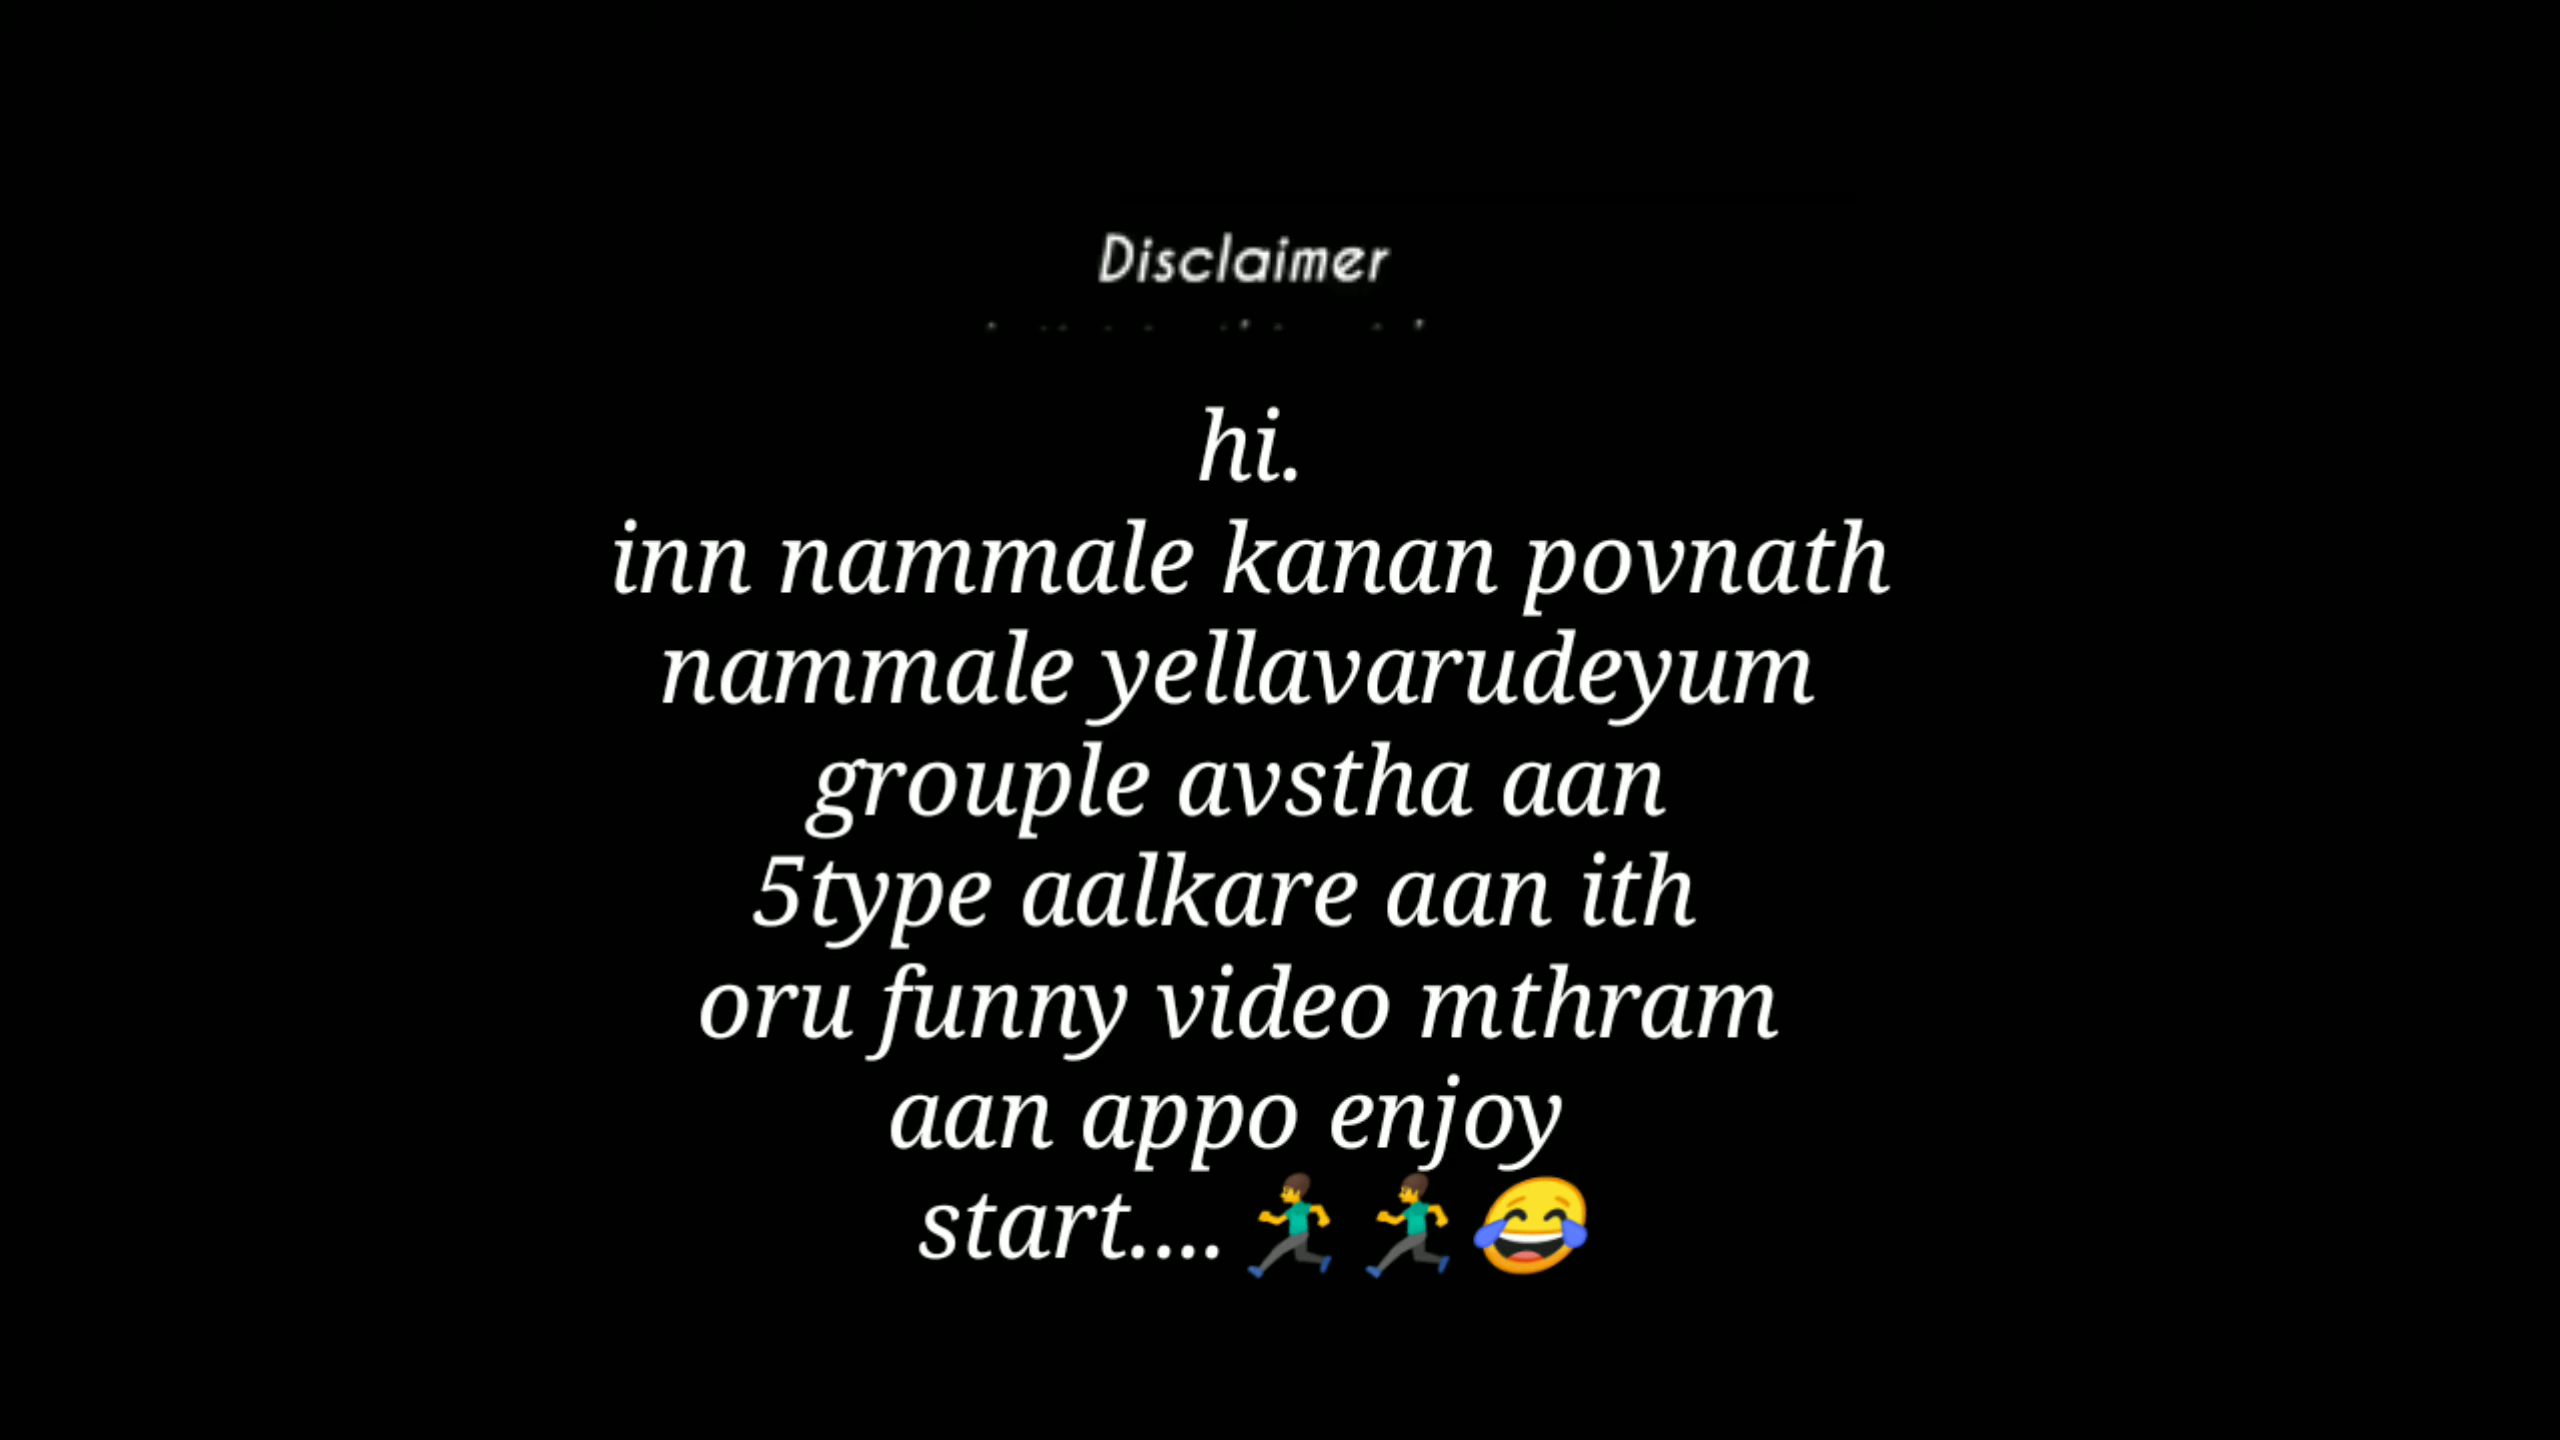 Disclaimer
hi.
inn nammale kanan povnath
nammale yellavarudeyum
grouple avstha aan
5type aalkare aan ith
oru funny video mthram
aan appo enjoy
start....🏃‍♂️🏃‍♂️😂